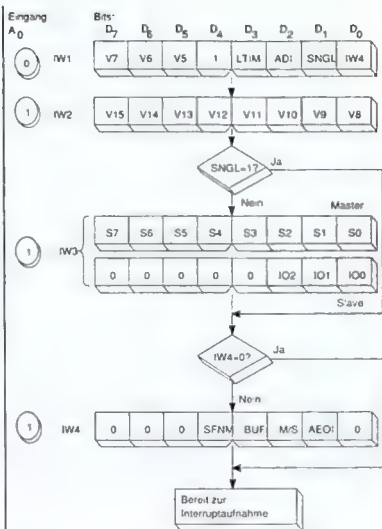 Eingang Bits:
A0 D7 D6 D5 D4 D3 D2 D1 D0
0 IW1 V7 V6 V5 1 LTIM ADI SNGL IW4
1 IW2 V15 V14 V13 V12 V11 V10 V9 V8
SNGL=1? Ja
Nein Master
S7 S6 S5 S4 S3 S2 S1 S0
1 IW3
0 0 0 0 0 IO2 IO1 IO0
Slave
IW4=0? Ja
Nein
1 IW4 0 0 0 SFNM BUF M/S AEOI 0
Bereit zur
Interruptaufnahme